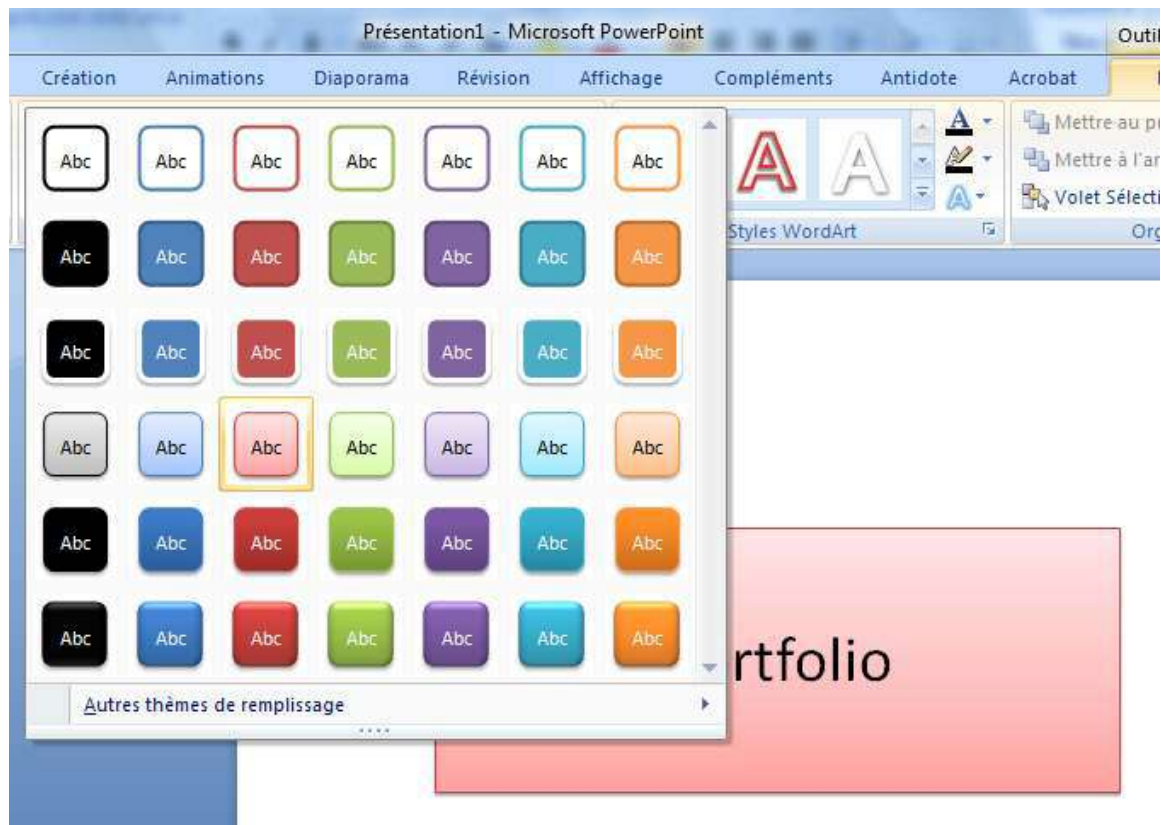 Présentation1 - Microsoft PowerPoint
Création Animations Diaporama Révision Affichage Compléments Antidote Acrobat
Abc Abc Abc Abc Abc Abc Abc
Abc Abc Abc Abc Abc Abc Abc
Abc Abc Abc Abc Abc Abc Abc
Abc Abc Abc Abc Abc Abc Abc
Abc Abc Abc Abc Abc Abc Abc
Abc Abc Abc Abc Abc Abc Abc
Autres thèmes de remplissage
A A A A
Styles WordArt
Mettre au
Mettre à
Volet
rtfolio